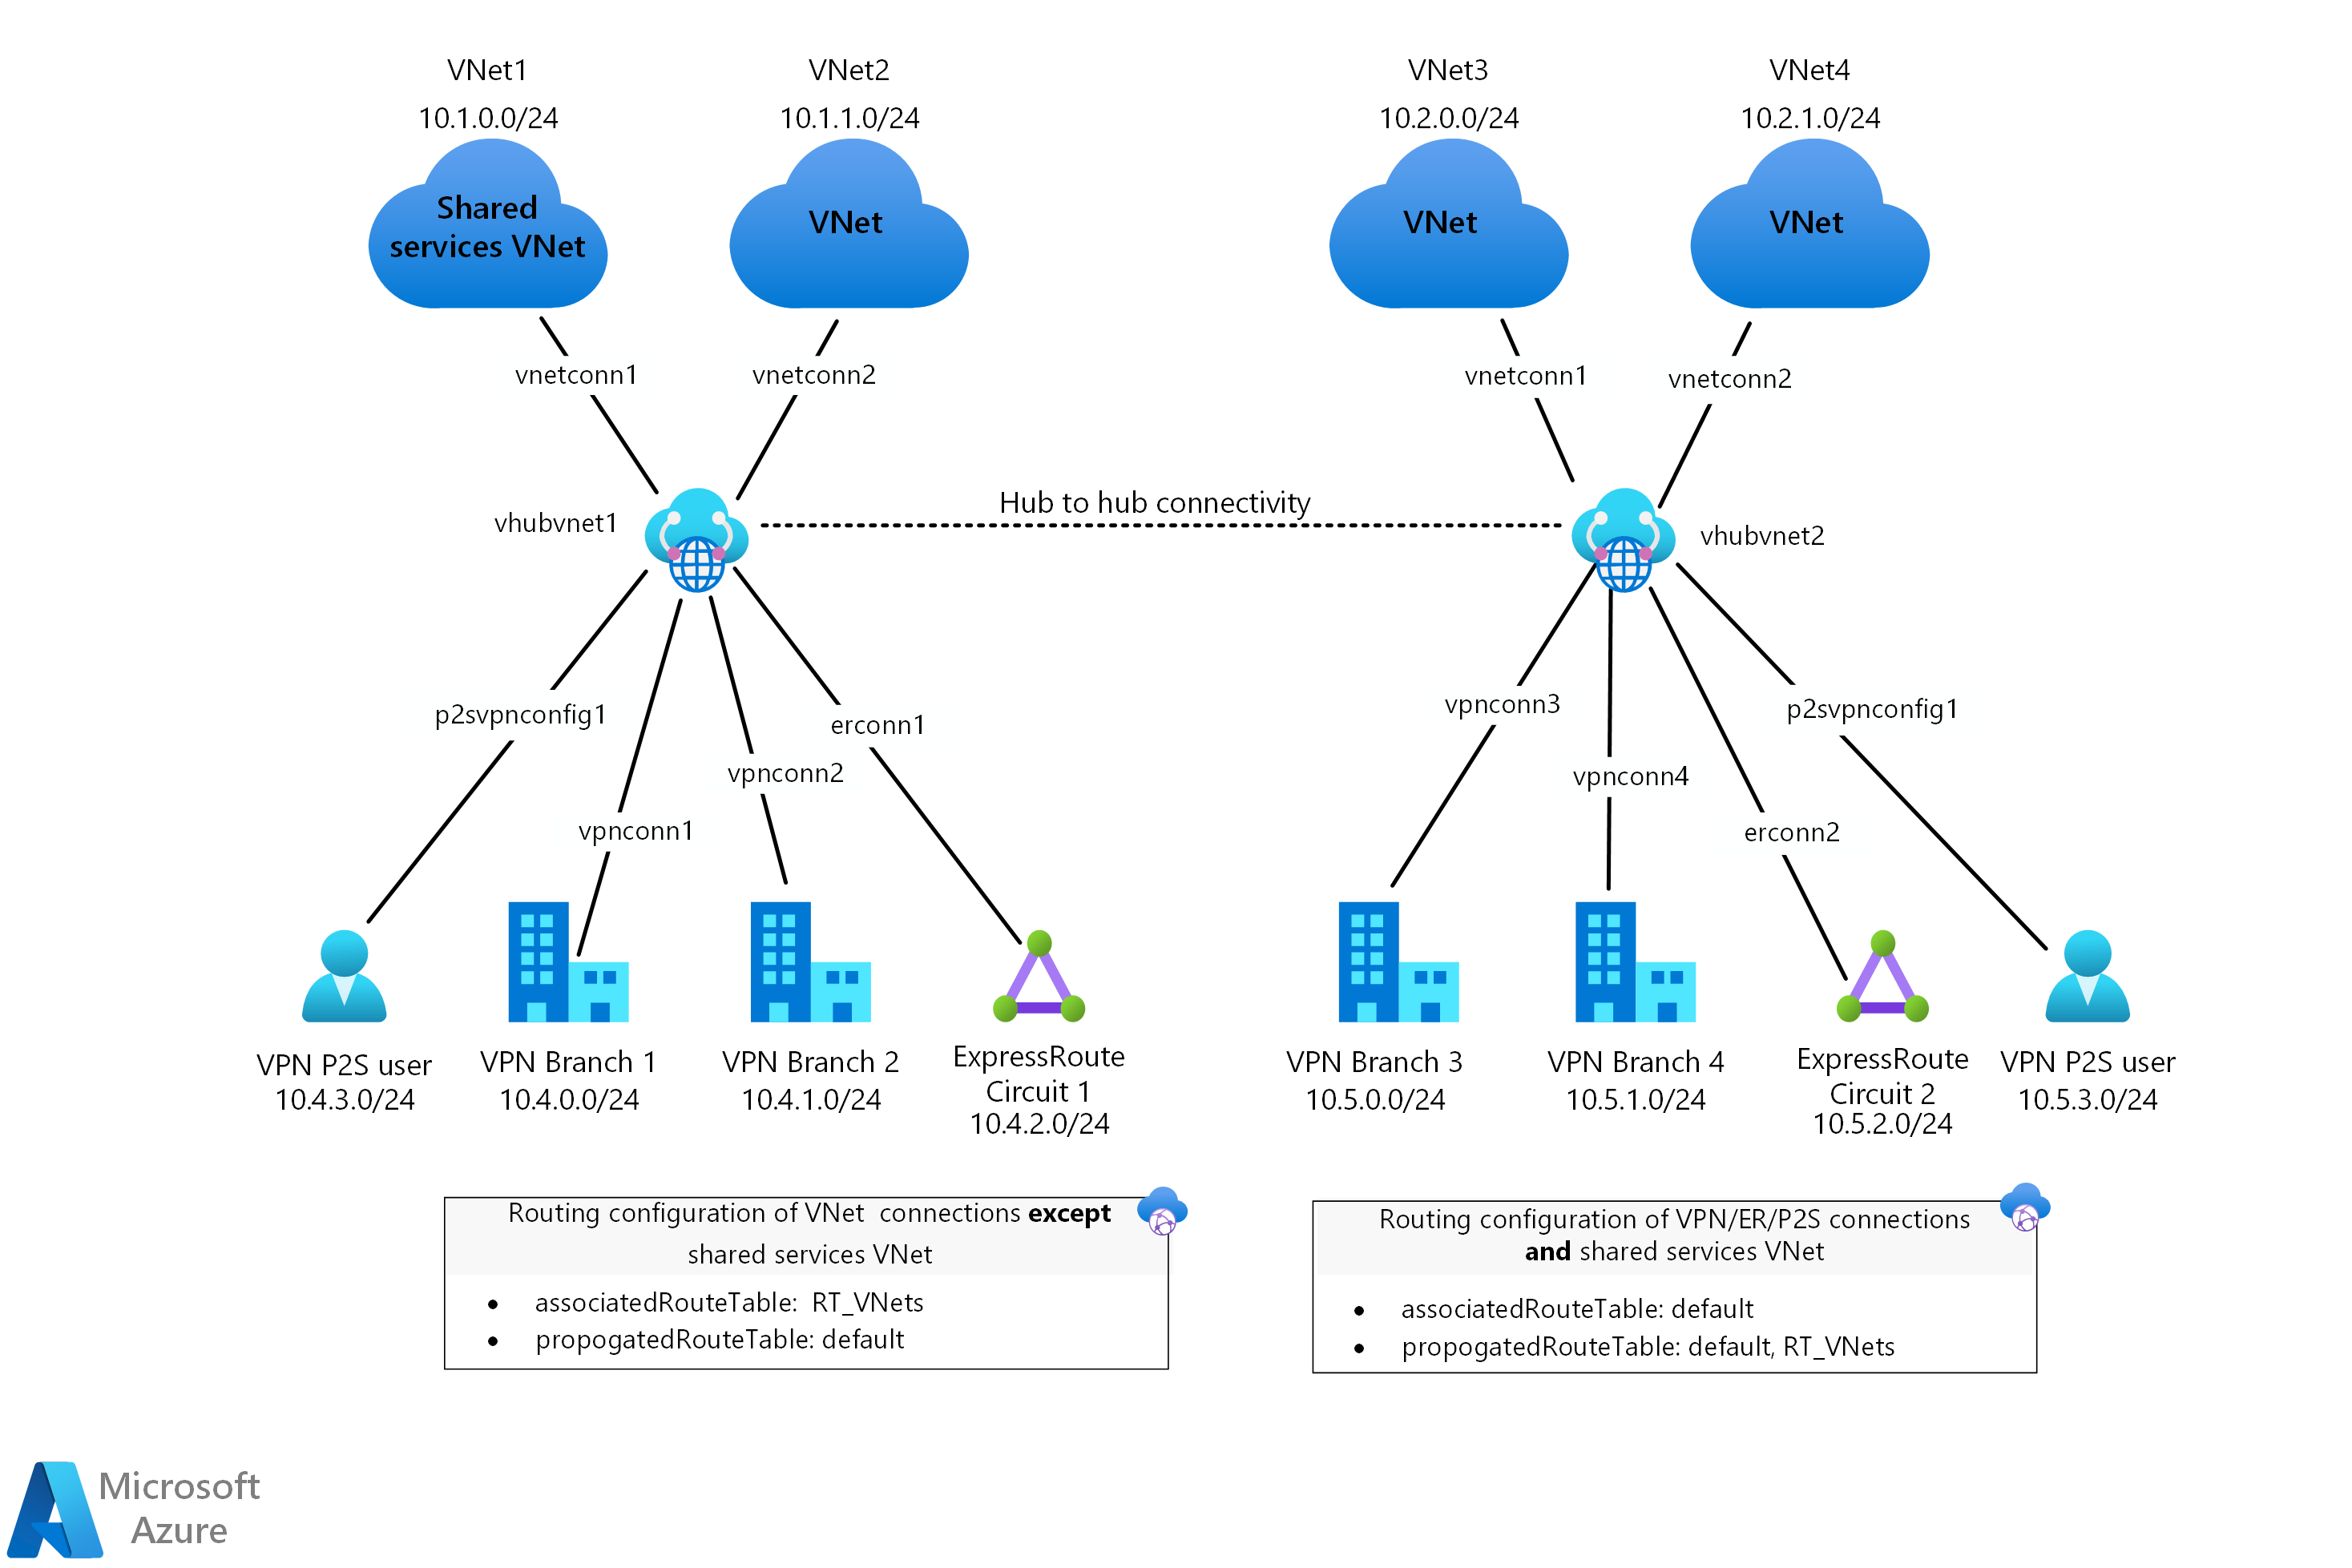 VNet1
10.1.0.0/24
VNet2
10.1.1.0/24
VNet3
10.2.0.0/24
VNet4
10.2.1.0/24
Shared
services VNet
VNet
VNet
VNet
vnetconn1
vnetconn2
vnetconn1
vnetconn2
vhubvnet1
Hub to hub connectivity
vhubvnet2
p2svpnconfig1
vpnconn1
vpnconn2
erconn1
vpnconn3
vpnconn4
erconn2
p2svpnconfig1
VPN P2S user
10.4.3.0/24
VPN Branch 1
10.4.0.0/24
VPN Branch 2
10.4.1.0/24
ExpressRoute
Circuit 1
10.4.2.0/24
VPN Branch 3
10.5.0.0/24
VPN Branch 4
10.5.1.0/24
ExpressRoute
Circuit 2
10.5.2.0/24
VPN P2S user
10.5.3.0/24
Routing configuration of VNet connections except
shared services VNet
• associatedRouteTable: RT_VNets
• propogatedRouteTable: default
Routing configuration of VPN/ER/P2S connections
and shared services VNet
• associatedRouteTable: default
• propogatedRouteTable: default, RT_VNets
Microsoft
Azure